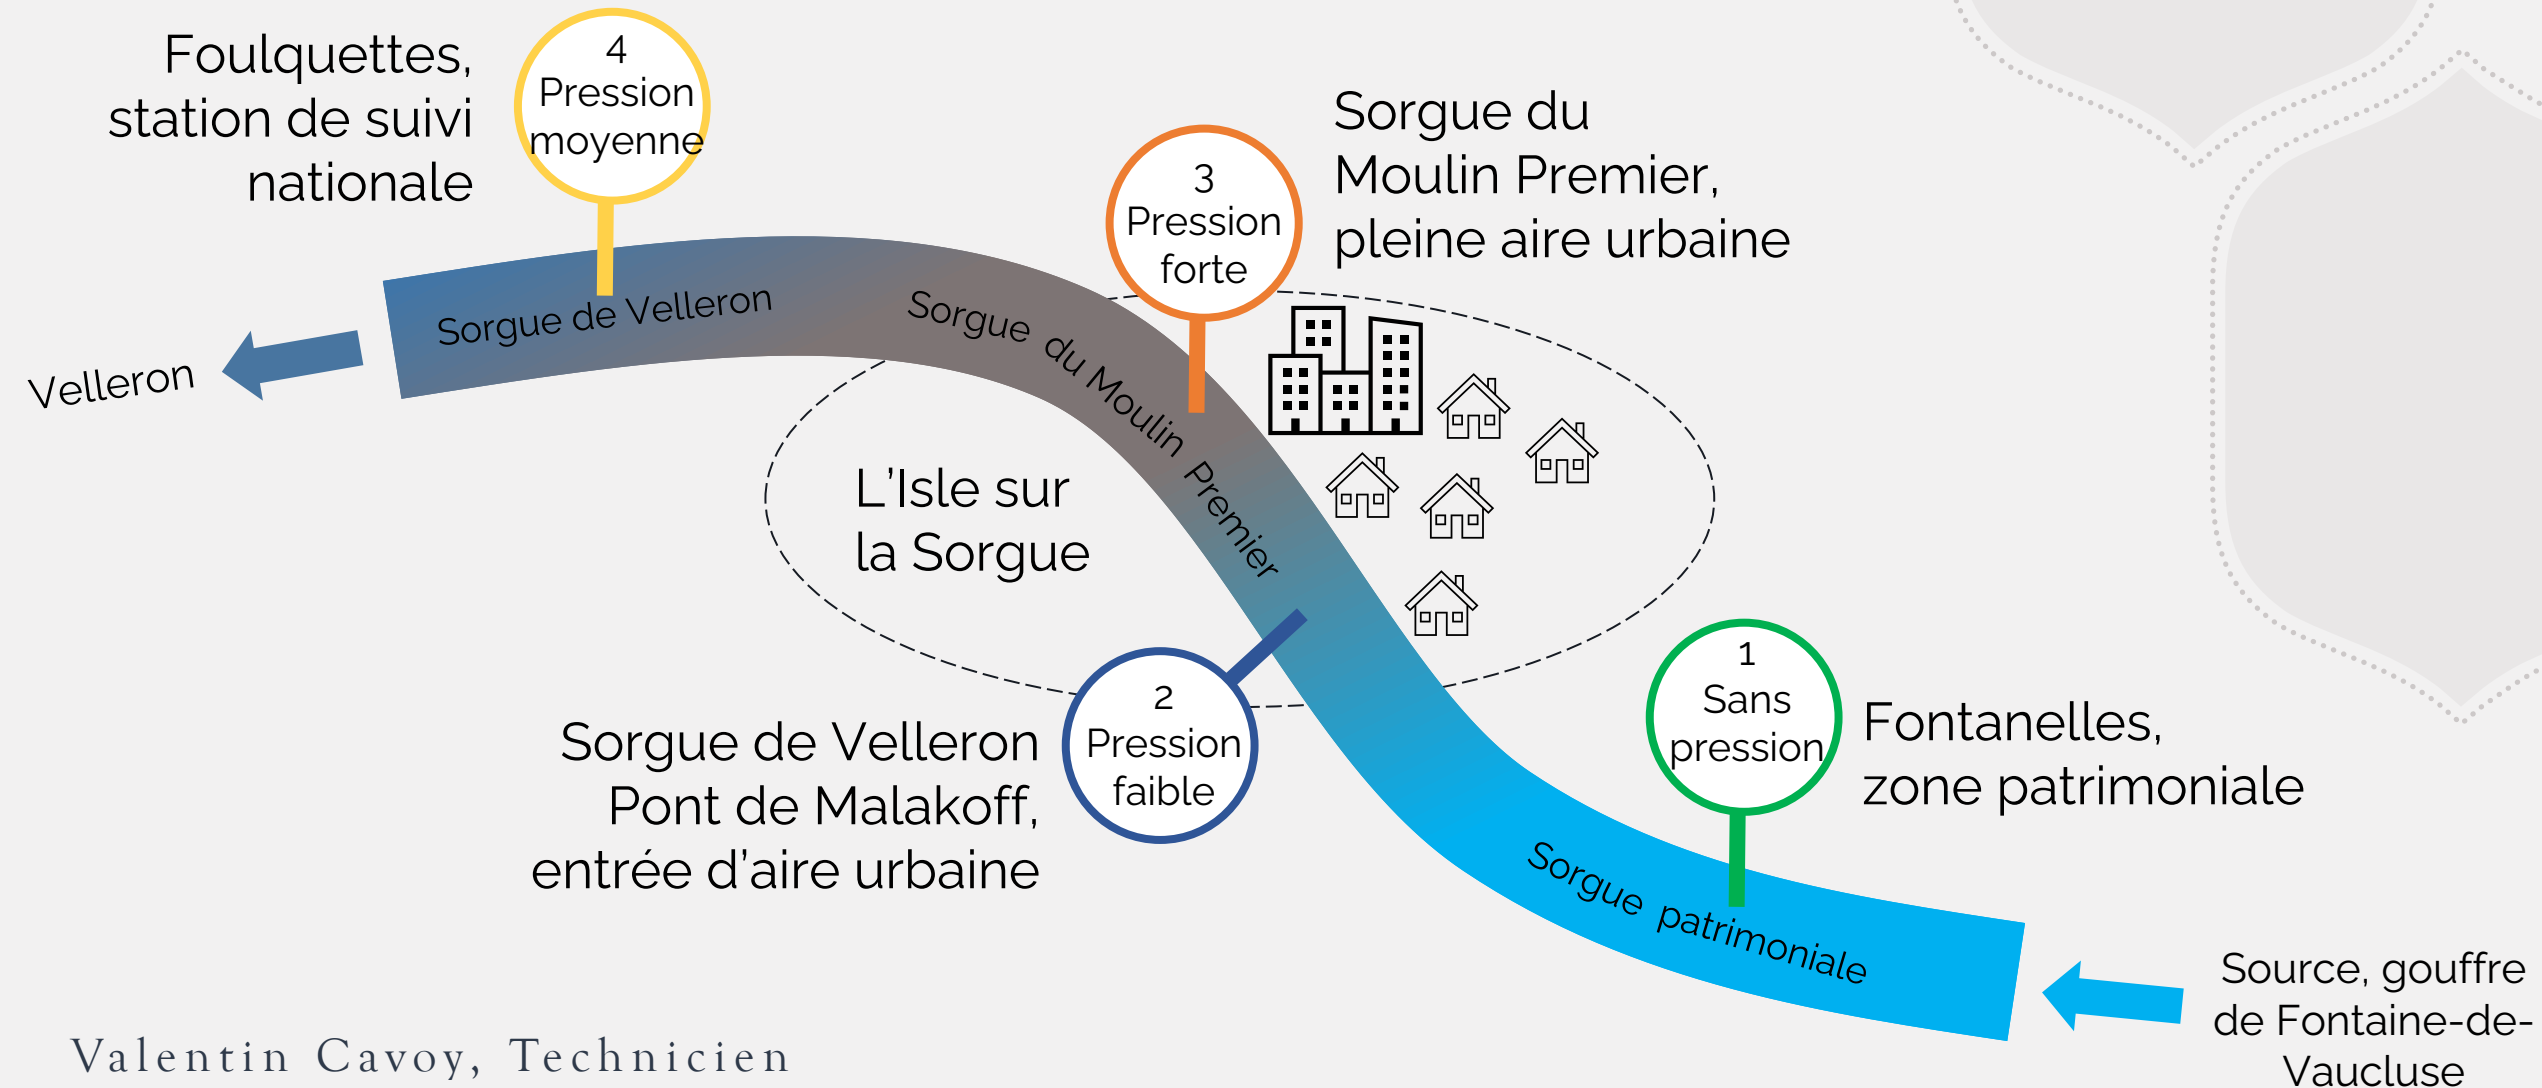 Foulquettes,
station de suivi
nationale
4
Pression
moyenne
3
Pression
forte
Sorgue du
Moulin Premier,
pleine aire urbaine
Sorgue de Velleron
Sorgue du Moulin Premier
Velleron
L'Isle sur
la Sorgue
2
Pression
faible
Sorgue de Velleron
Pont de Malakoff,
entrée d'aire urbaine
1
Sans
pression
Fontanelles,
zone patrimoniale
Sorgue patrimoniale
Source, gouffre
de Fontaine-de-
Vaucluse
Valentin Cavoy, Technicien